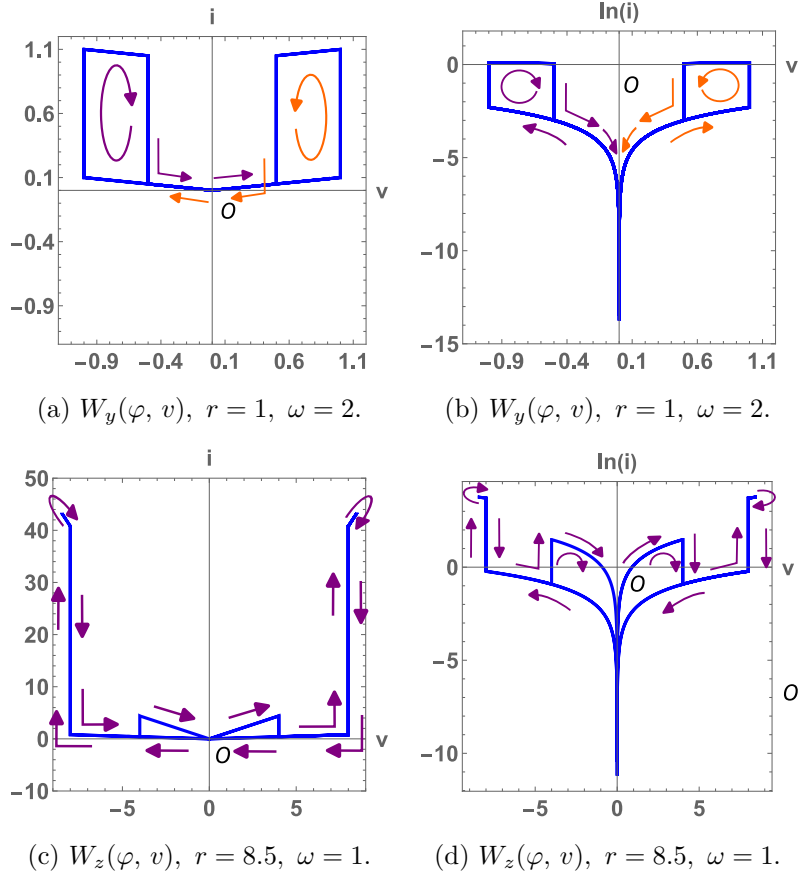 i
ln(i)
1.1
0.6
0.1
−0.4
−0.9
v
O
−0.9 −0.4 0.1 0.6 1.1
0
−5
−10
−15
v
O
−0.9 −0.4 0.1 0.6 1.1
(a) W_y(φ, v), r = 1, ω = 2.
(b) W_y(φ, v), r = 1, ω = 2.
i
ln(i)
50
40
30
20
10
0
−10
v
O
−5 0 5
0
−5
−10
v
O
O
−5 0 5
(c) W_z(φ, v), r = 8.5, ω = 1.
(d) W_z(φ, v), r = 8.5, ω = 1.